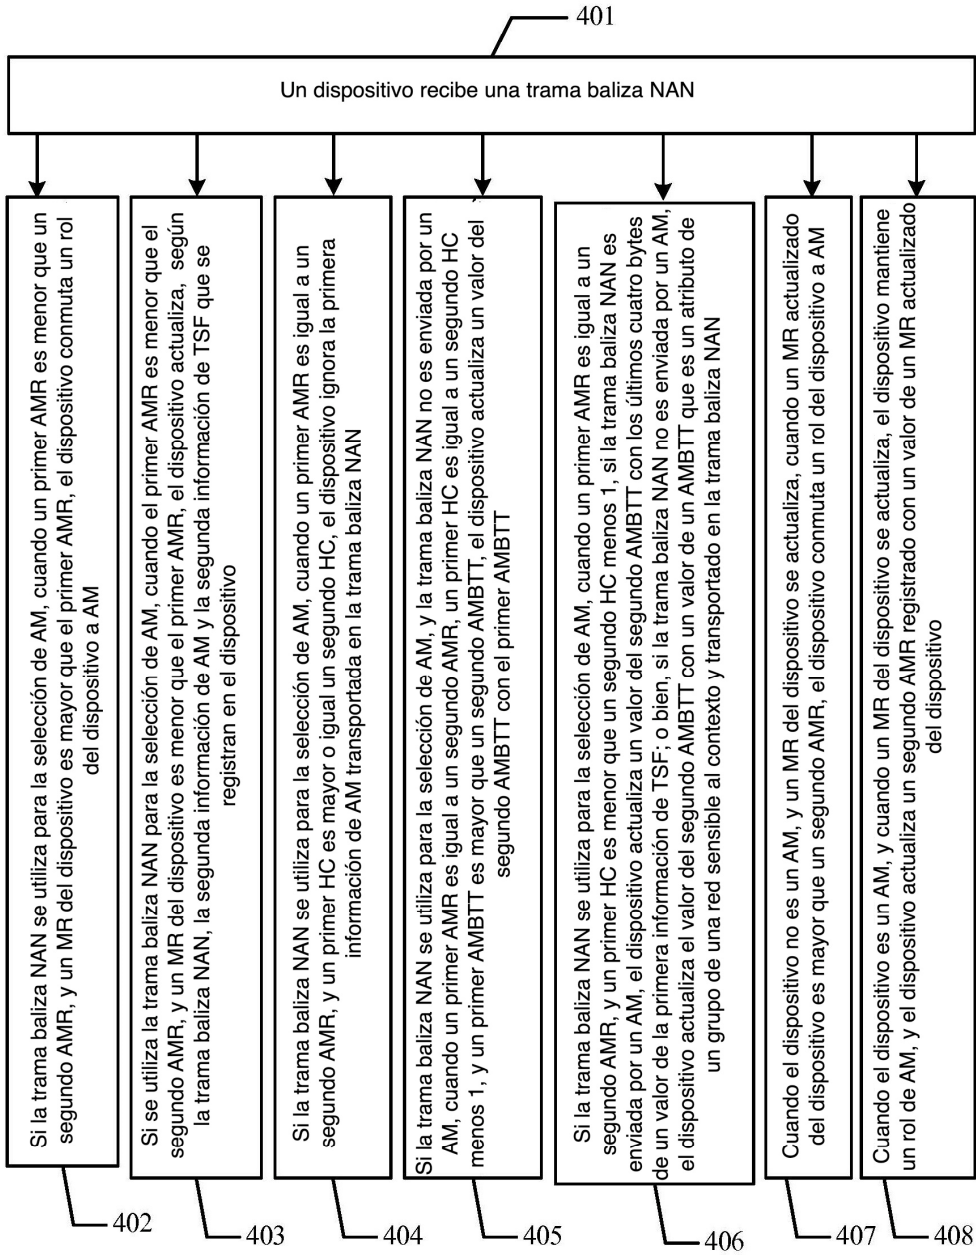 401
Un dispositivo recibe una trama baliza NAN
Si la trama baliza NAN se utiliza para la selección de AM, cuando un primer AMR es menor que un
segundo AMR, y un MR del dispositivo es mayor que el primer AMR, el dispositivo conmuta un rol
del dispositivo a AM
402
Si se utiliza la trama baliza NAN para la selección de AM, cuando el primer AMR es menor que el
segundo AMR, y un MR del dispositivo es menor que el primer AMR, el dispositivo actualiza, según
la trama baliza NAN, la segunda información de AM y la segunda información de TSF que se
registran en el dispositivo
403
Si la trama baliza NAN se utiliza para la selección de AM, cuando un primer AMR es igual a un
segundo AMR, y un primer HC es mayor o igual un segundo HC, el dispositivo ignora la primera
información de AM transportada en la trama baliza NAN
404
Si la trama baliza NAN se utiliza para la selección de AM, y la trama baliza NAN no es enviada por un
AM, cuando un primer AMR es igual a un segundo AMR, un primer HC es igual a un segundo HC
menos 1, y un primer AMBTT es mayor que un segundo AMBTT, el dispositivo actualiza un valor del
segundo AMBTT con el primer AMBTT
405
Si la trama baliza NAN se utiliza para la selección de AM, cuando un primer AMR es igual a un
segundo AMR, y un primer HC es menor que un segundo HC menos 1, si la trama baliza NAN es
enviada por un AM, el dispositivo actualiza un valor del segundo AMBTT con los últimos cuatro bytes
de un valor de la primera información de TSF; o bien, si la trama baliza NAN no es enviada por un AM,
el dispositivo actualiza el valor del segundo AMBTT con un valor de un AMBTT que es un atributo de
un grupo de una red sensible al contexto y transportado en la trama baliza NAN
406
Cuando el dispositivo no es un AM, y un MR del dispositivo se actualiza, cuando un MR actualizado
del dispositivo es mayor que un segundo AMR, el dispositivo conmuta un rol del dispositivo a AM
407
Cuando el dispositivo es un AM, y cuando un MR del dispositivo se actualiza, el dispositivo mantiene
un rol de AM, y el dispositivo actualiza un segundo AMR registrado con un valor de un MR actualizado
del dispositivo
408